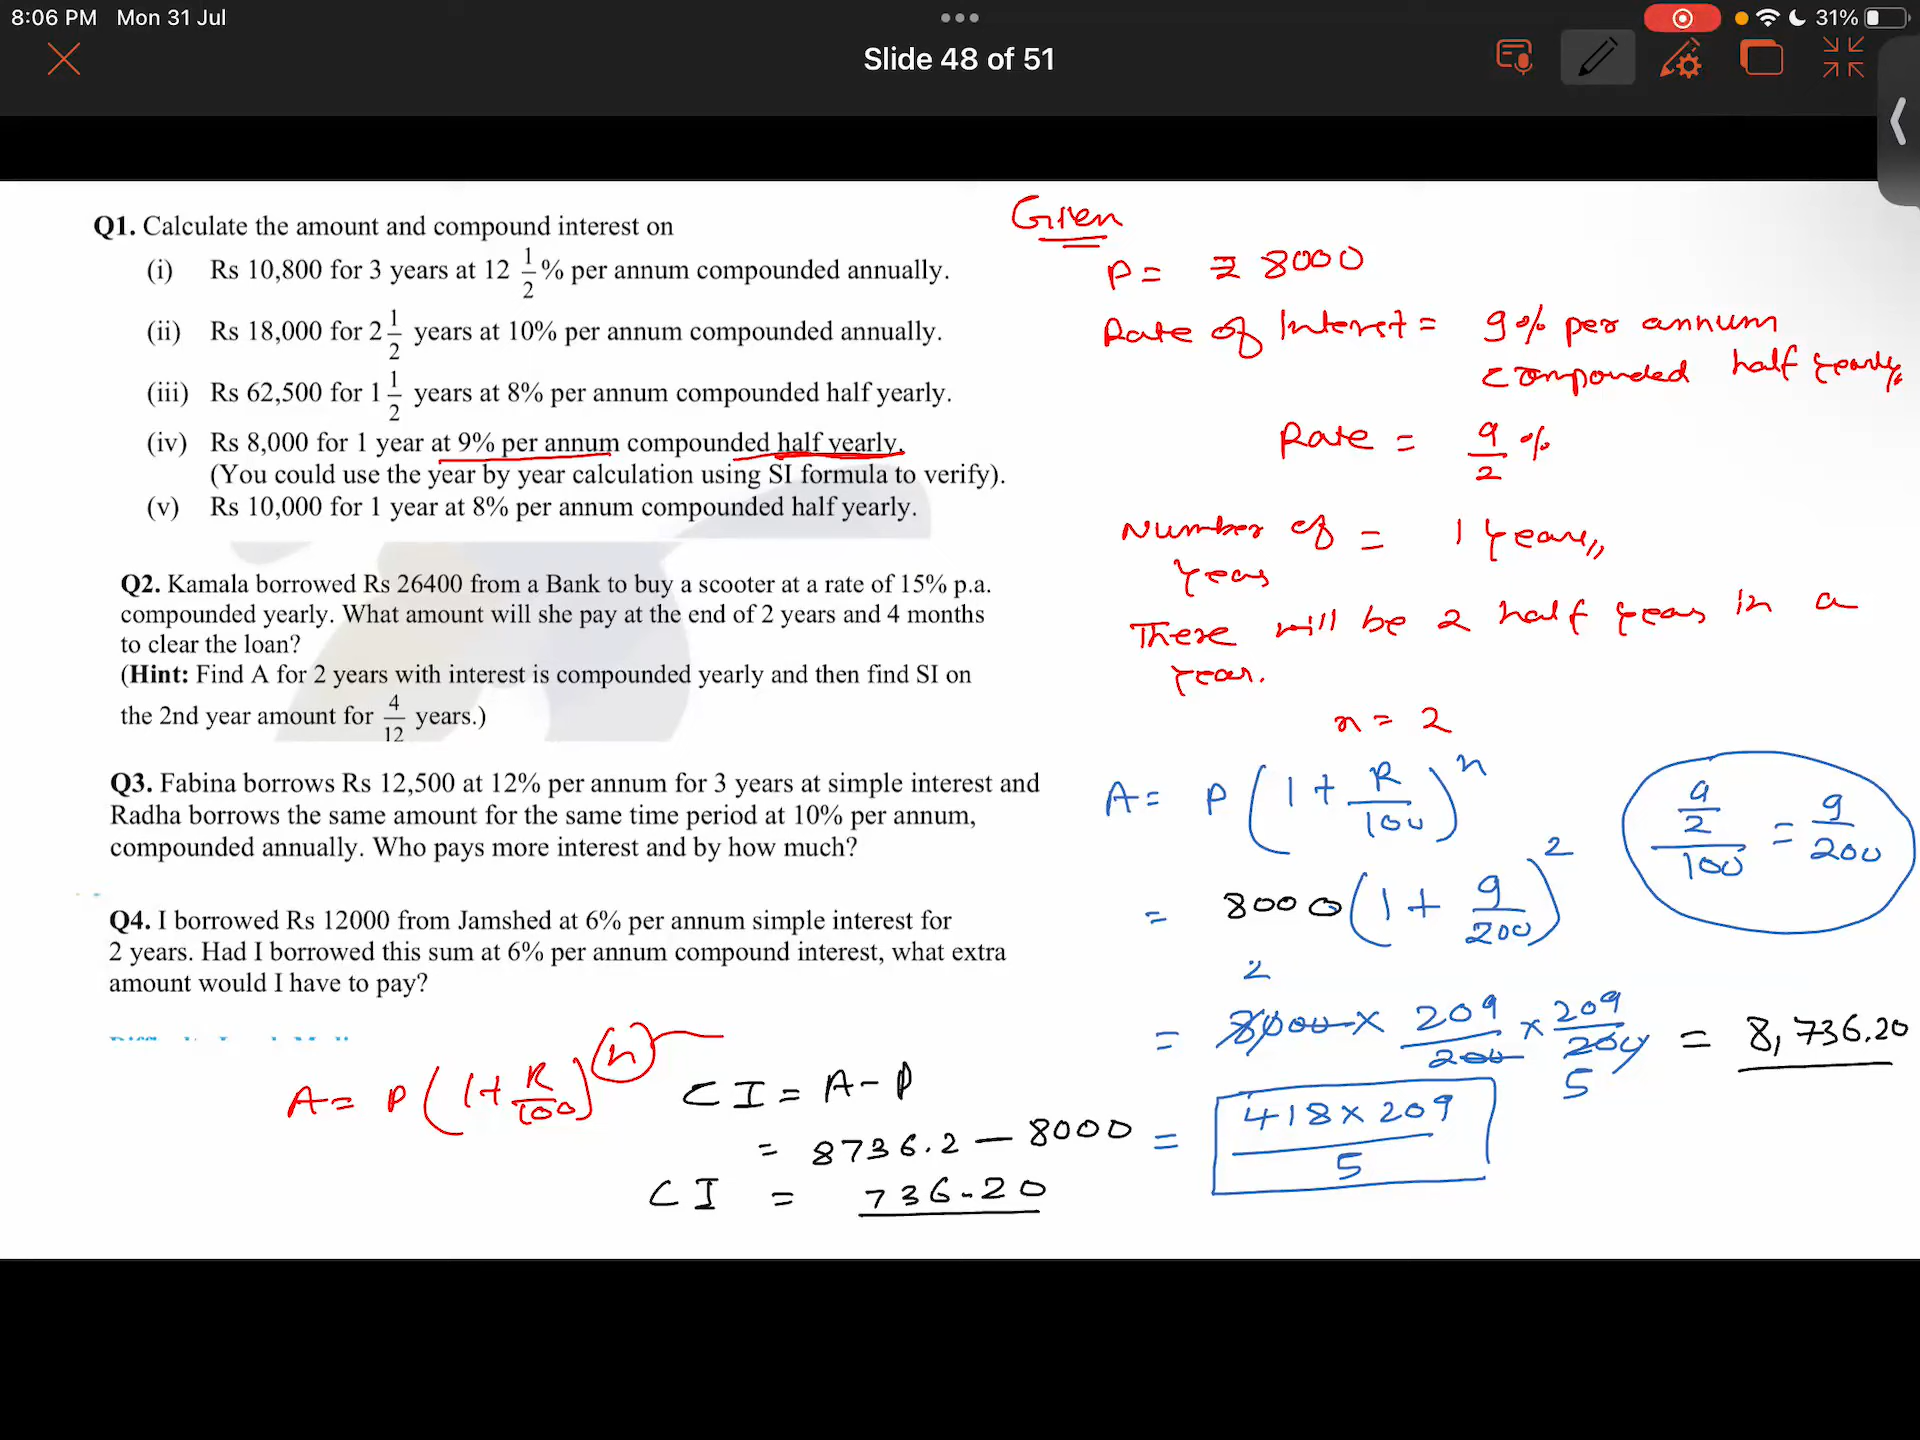 8:06 PM Mon 31 Jul
31%
Slide 48 of 51
Q1. Calculate the amount and compound interest on
(i) Rs 10,800 for 3 years at 12 1/2 % per annum compounded annually.
(ii) Rs 18,000 for 2 1/2 years at 10% per annum compounded annually.
(iii) Rs 62,500 for 1 1/2 years at 8% per annum compounded half yearly.
(iv) Rs 8,000 for 1 year at 9% per annum compounded half yearly.
(You could use the year by year calculation using SI formula to verify).
(v) Rs 10,000 for 1 year at 8% per annum compounded half yearly.
Q2. Kamala borrowed Rs 26400 from a Bank to buy a scooter at a rate of 15% p.a.
compounded yearly. What amount will she pay at the end of 2 years and 4 months
to clear the loan?
(Hint: Find A for 2 years with interest is compounded yearly and then find SI on
the 2nd year amount for 4/12 years.)
Q3. Fabina borrows Rs 12,500 at 12% per annum for 3 years at simple interest and
Radha borrows the same amount for the same time period at 10% per annum,
compounded annually. Who pays more interest and by how much?
Q4. I borrowed Rs 12000 from Jamshed at 6% per annum simple interest for
2 years. Had I borrowed this sum at 6% per annum compound interest, what extra
amount would I have to pay?
A = P (1 + R/100)^n
CI = A - P
= 8736.2 - 8000
CI = 736.20
Given
P = ₹ 8000
Rate of Interest = 9% per annum
compounded half yearly
Rate = 9/2 %
Number of = 1 year
years
There will be 2 half years in a
year.
n = 2
A = P (1 + R/100)^n
9/2 / 100 = 9/200
= 8000 (1 + 9/200)^2
2
= 8000 × 209/200 × 209/200 = 8,736.20
5
= 418 × 209 / 5